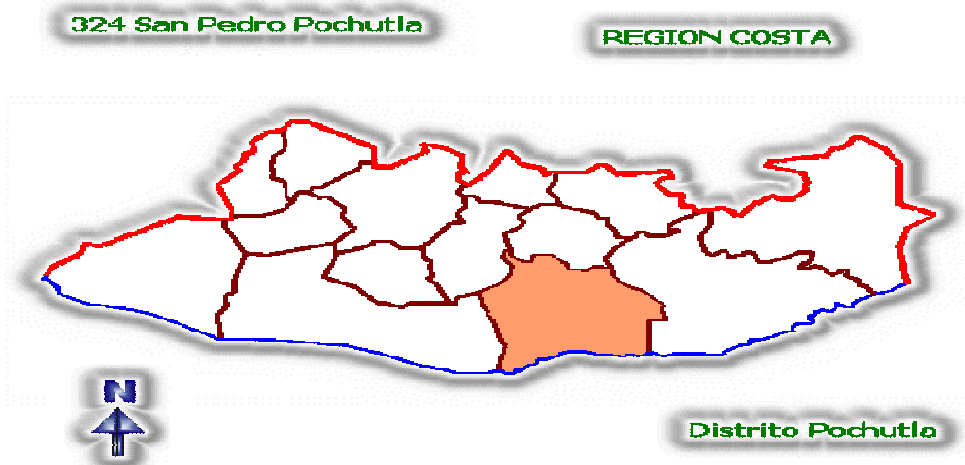 324 San Pedro Pochutla
REGION COSTA
N
Distrito Pochutla